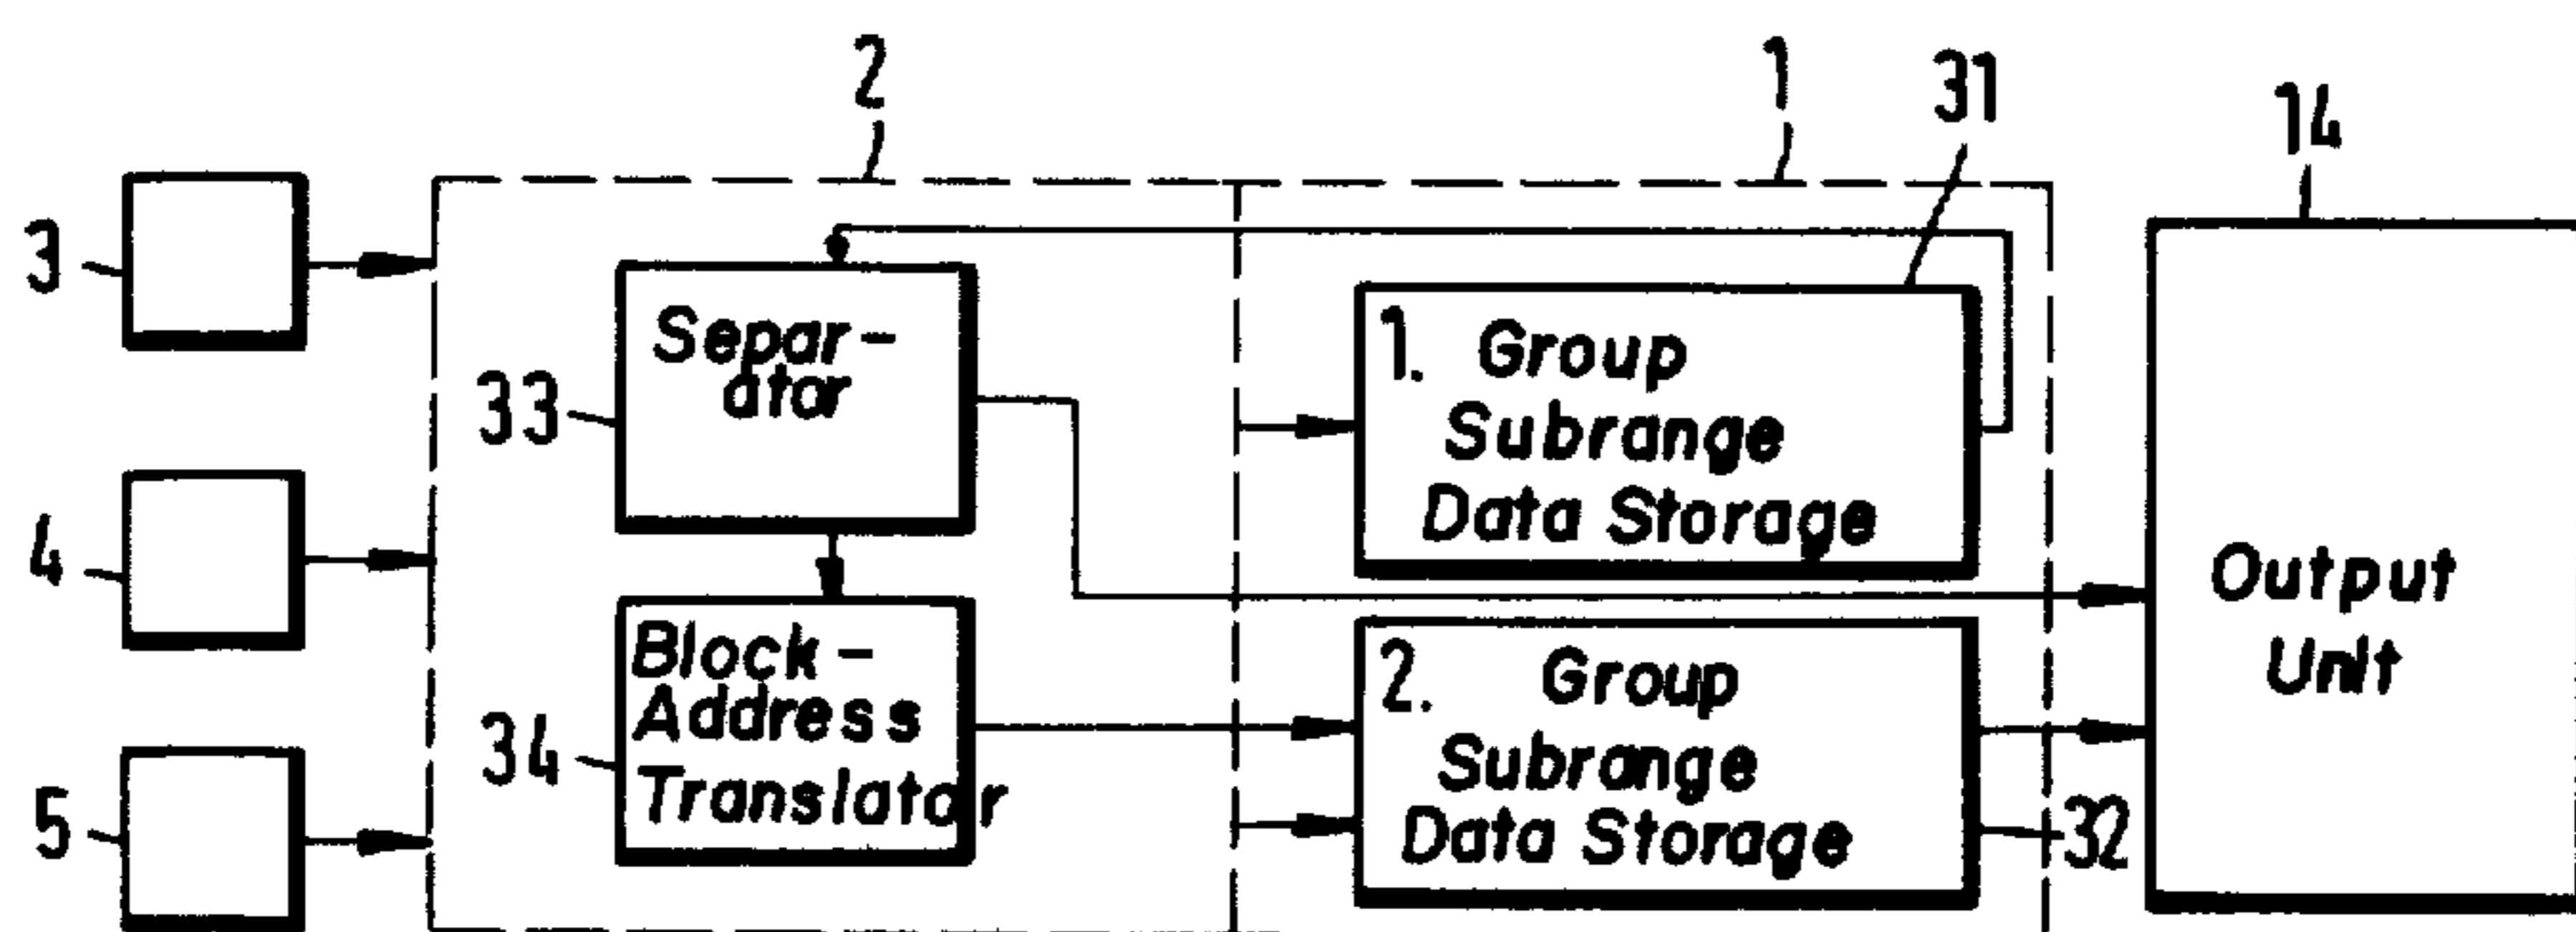 2
1
31
14
3
33
Separ-
ator
1. Group
Subrange
Data Storage
4
34
Block-
Address
Translator
2. Group
Subrange
Data Storage
32
Output
Unit
5